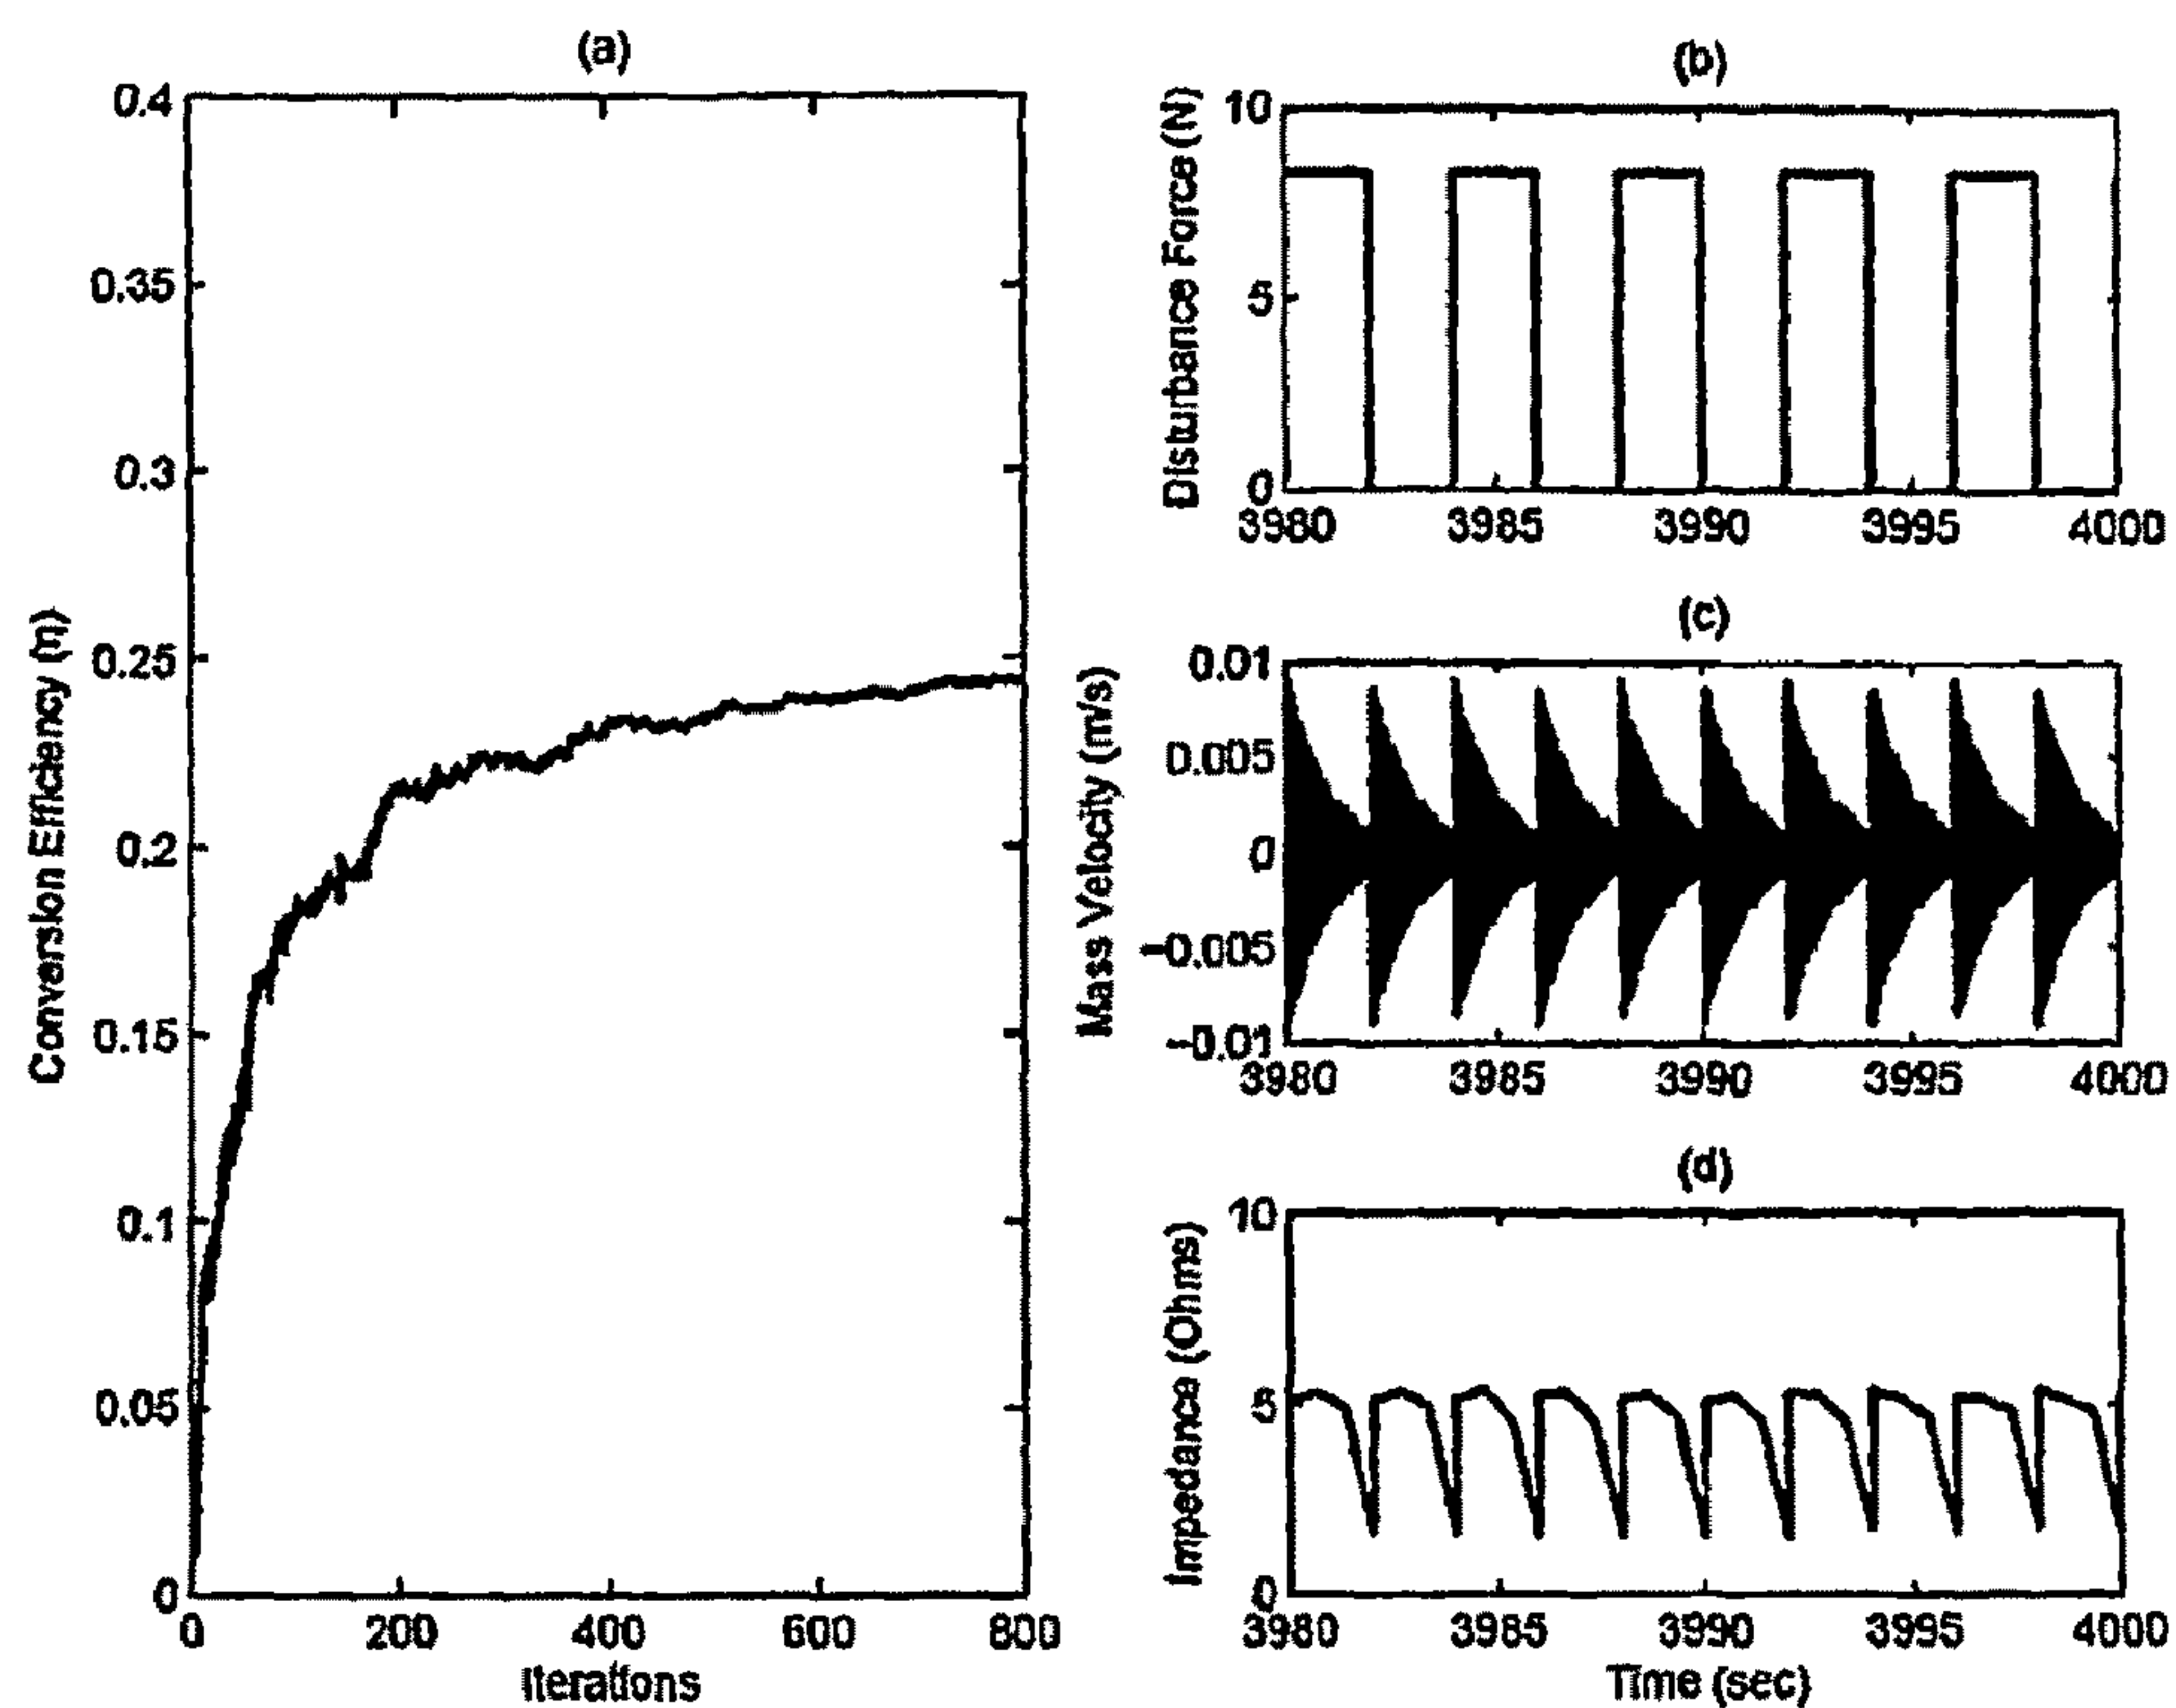 (a)
0.4
0.35
0.3
0.25
0.2
0.15
0.1
0.05
0
0 200 400 600 800
Iterations
Conversion Efficiency (η)
(b)
10
5
0
3980 3985 3990 3995 4000
Disturbance Force (N)
(c)
0.01
0.005
0
-0.005
-0.01
3980 3985 3990 3995 4000
Mass Velocity (m/s)
(d)
10
5
0
3980 3985 3990 3995 4000
Impedance (Ohms)
Time (sec)